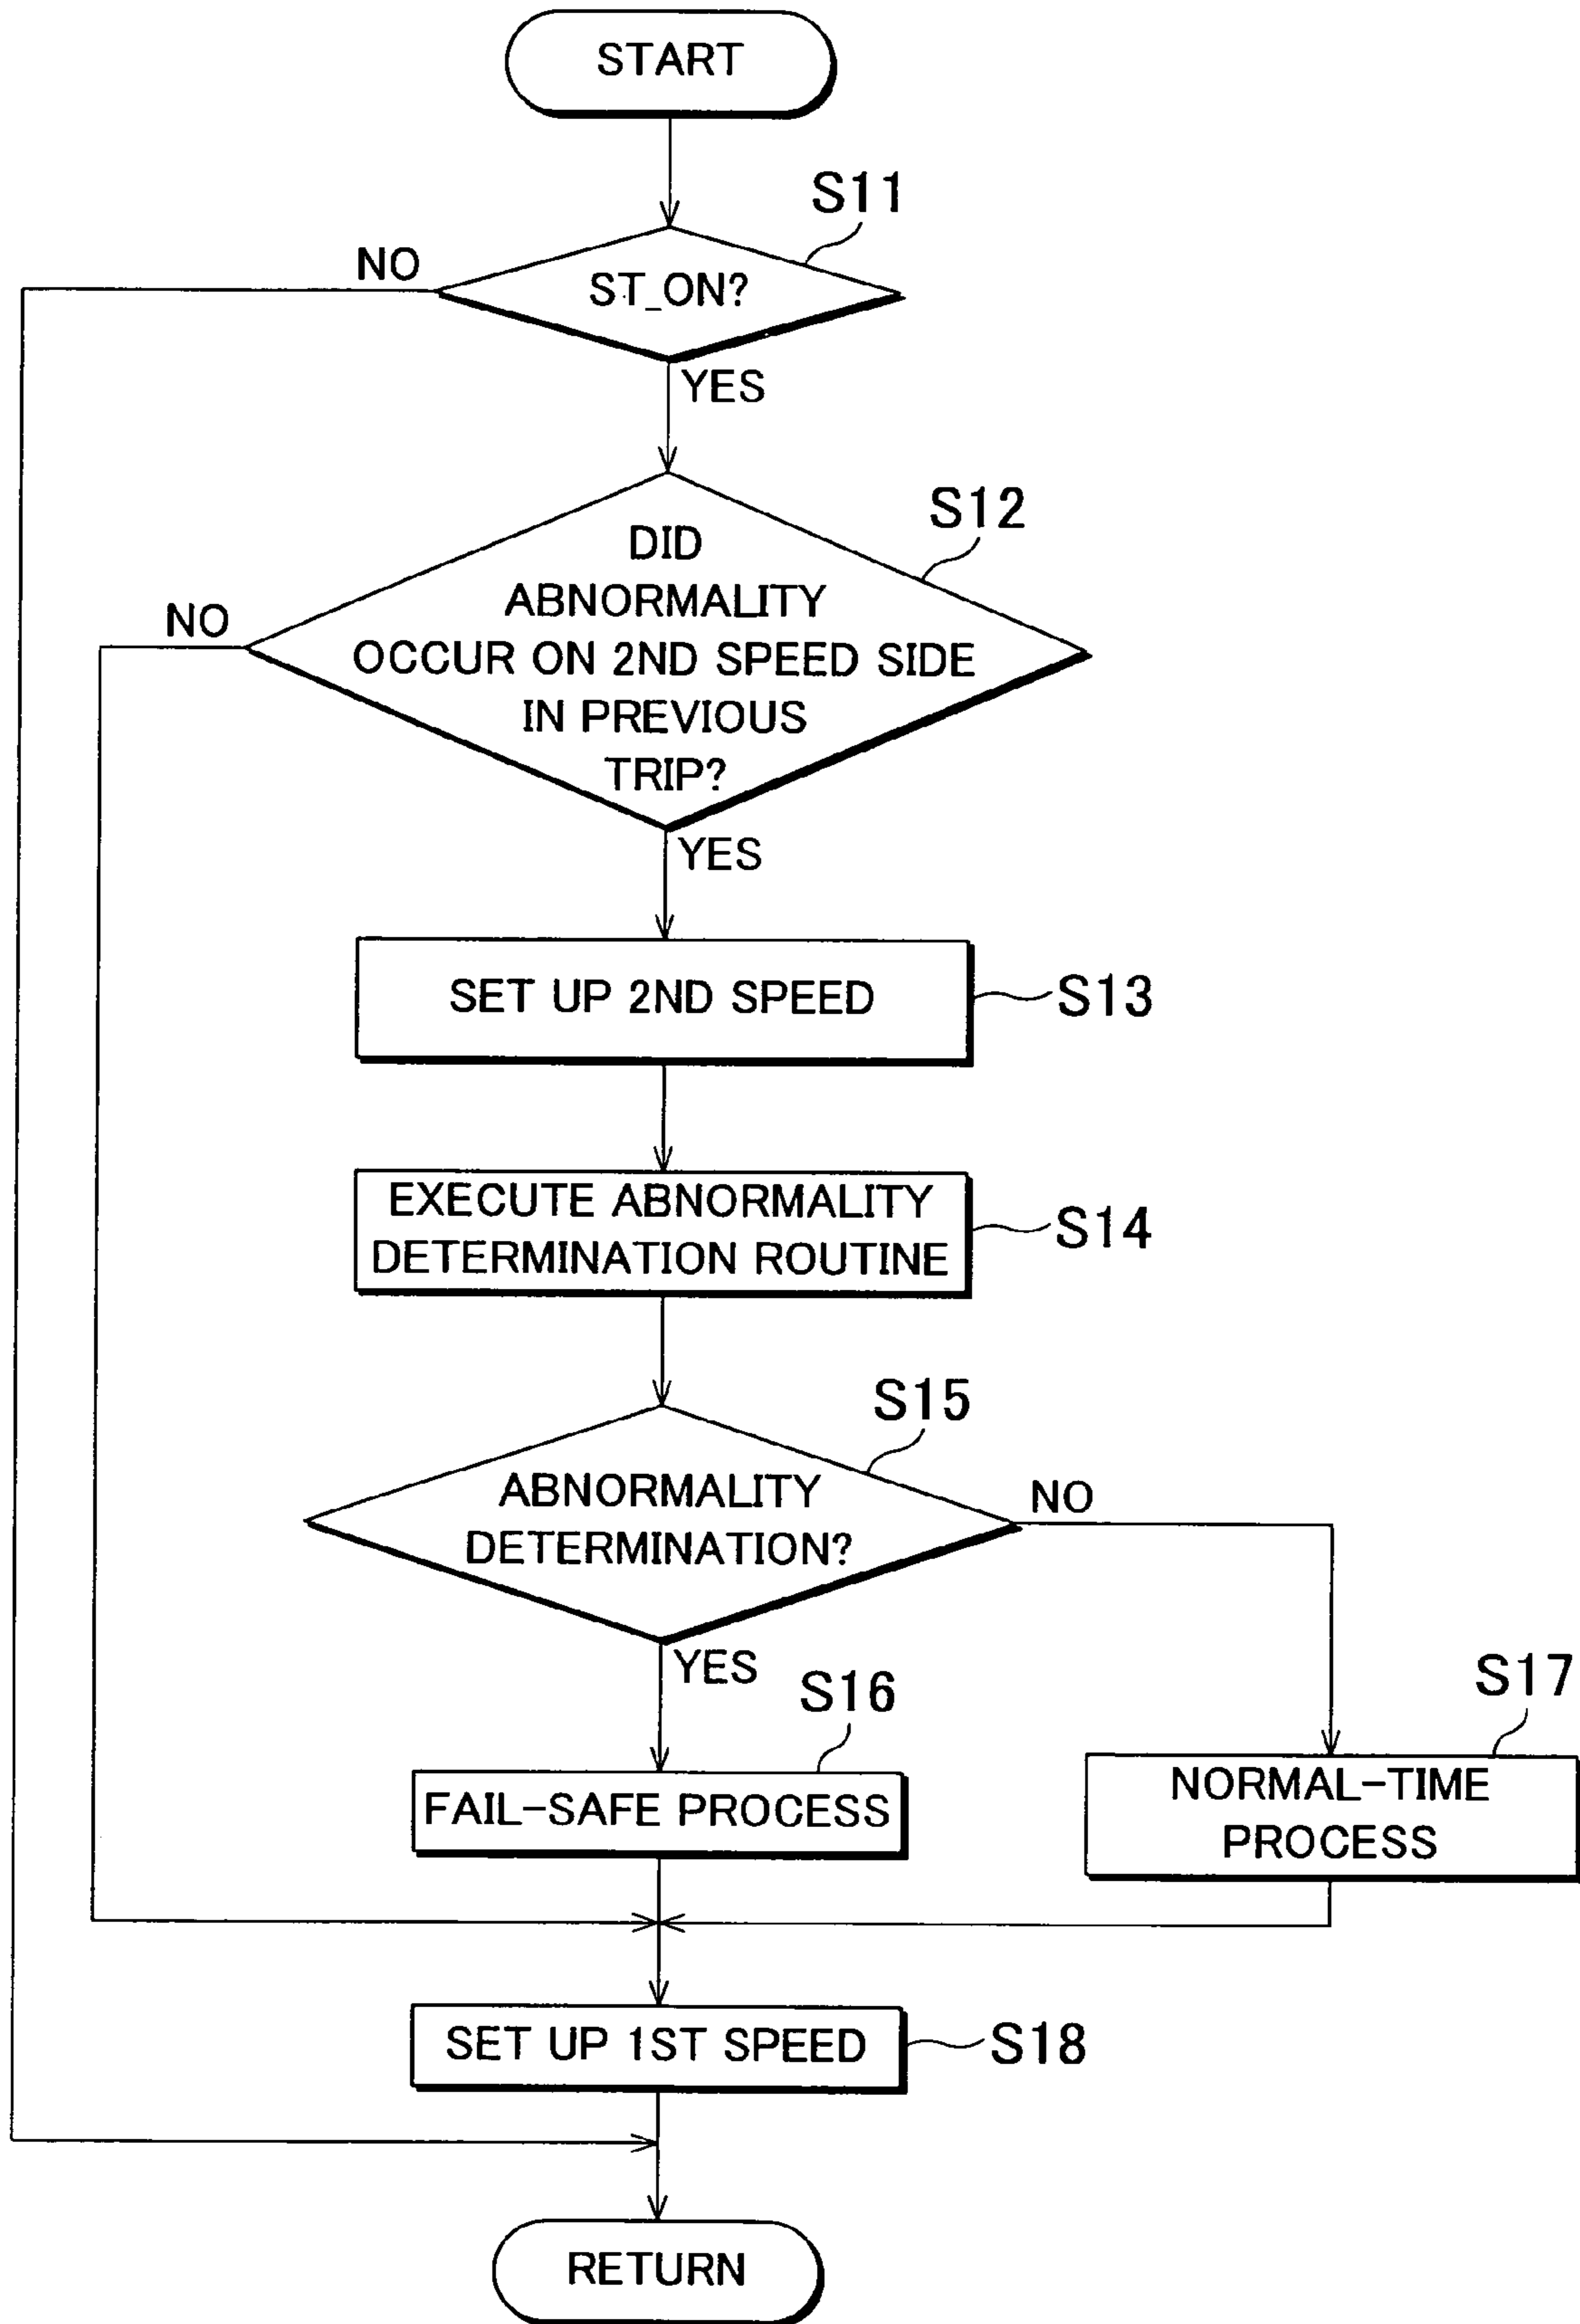 START
S11
NO
ST_ON?
YES
S12
DID
ABNORMALITY
NO
OCCUR ON 2ND SPEED SIDE
IN PREVIOUS
TRIP?
YES
SET UP 2ND SPEED
S13
EXECUTE ABNORMALITY
DETERMINATION ROUTINE
S14
S15
ABNORMALITY
DETERMINATION?
NO
YES
S16
S17
FAIL-SAFE PROCESS
NORMAL-TIME
PROCESS
SET UP 1ST SPEED
S18
RETURN